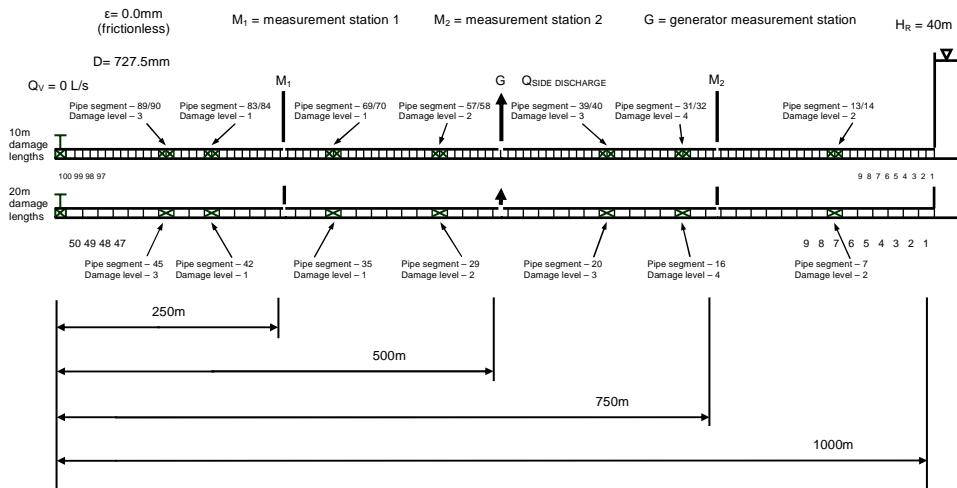 ε= 0.0mm
(frictionless)
M1 = measurement station 1
M2 = measurement station 2
G = generator measurement station
HR = 40m
D= 727.5mm
QV = 0 L/s
M1
G
QSIDE DISCHARGE
M2
Pipe segment – 89/90
Damage level - 3
Pipe segment – 83/84
Damage level - 1
Pipe segment – 69/70
Damage level - 1
Pipe segment – 57/58
Damage level - 2
Pipe segment – 39/40
Damage level – 3
Pipe segment – 31/32
Damage level - 4
Pipe segment – 13/14
Damage level – 2
10m
damage
lengths
100 99 98 97
9 8 7 6 5 4 3 2 1
20m
damage
lengths
50 49 48 47
9 8 7 6 5 4 3 2 1
Pipe segment – 45
Damage level – 3
Pipe segment – 42
Damage level – 1
Pipe segment – 35
Damage level – 1
Pipe segment – 29
Damage level – 2
Pipe segment – 20
Damage level – 3
Pipe segment – 16
Damage level – 4
Pipe segment – 7
Damage level – 2
250m
500m
750m
1000m